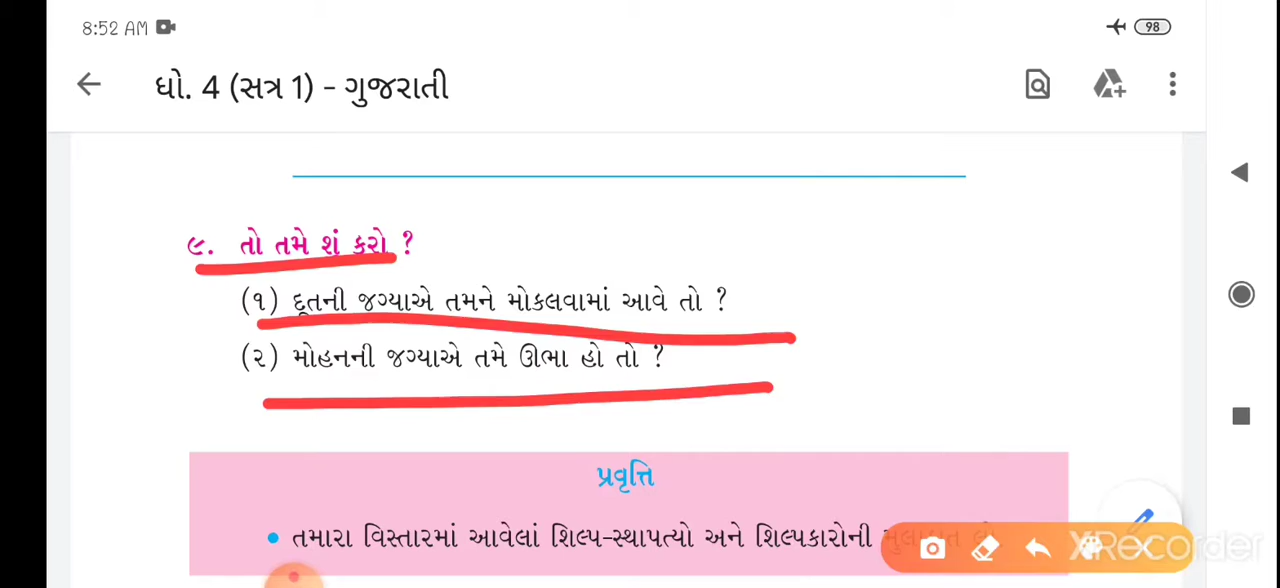 8:52 AM
98
ધો. 4 (સત્ર 1) - ગુજરાતી
૯. તો તમે શું કરો ?
(૧) દૂતની જગ્યાએ તમને મોકલવામાં આવે તો ?
(૨) મોહનની જગ્યાએ તમે ઊભા હો તો ?
પ્રવૃત્તિ
• તમારા વિસ્તારમાં આવેલાં શિલ્પ-સ્થાપત્યો અને શિલ્પકારોની
XRecorder